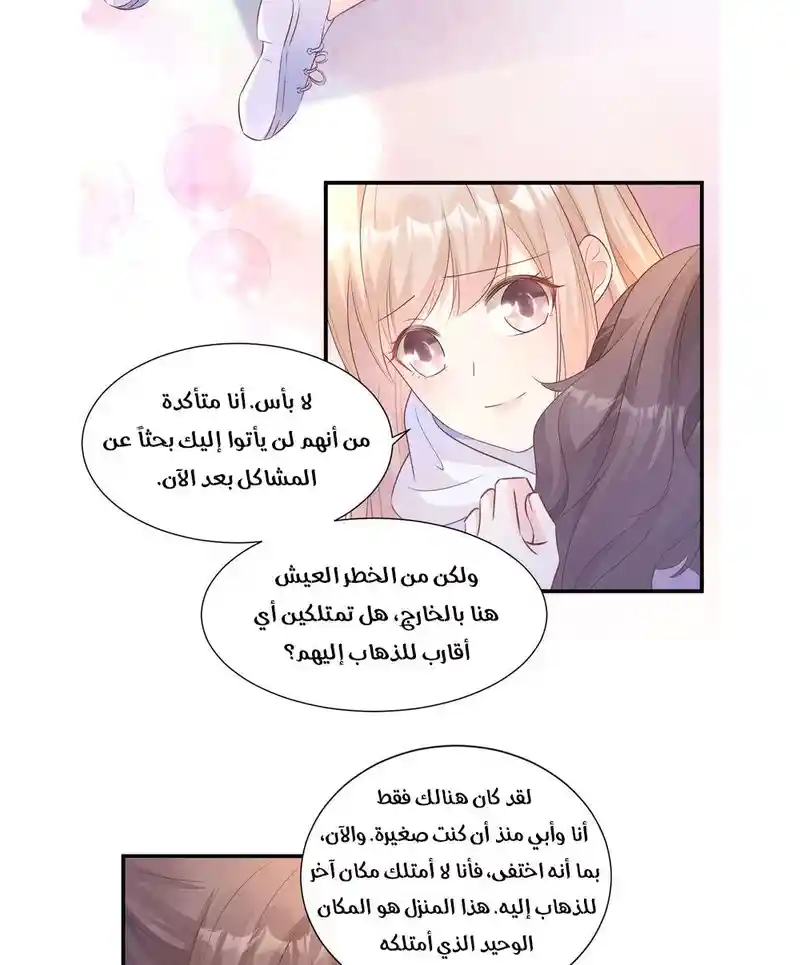 لا بأس. أنا متأكدة
من أنهم لن يأتوا إليك بحثاً عن
المشاكل بعد الآن.
ولكن من الخطر العيش
هنا بالخارج، هل تمتلكين أي
أقارب للذهاب إليهم؟
لقد كان هنالك فقط
أنا وأبي منذ أن كنت صغيرة. والآن،
بما أنه اختفى، فأنا لا أمتلك مكان آخر
للذهاب إليه. هذا المنزل هو المكان
الوحيد الذي أمتلكه